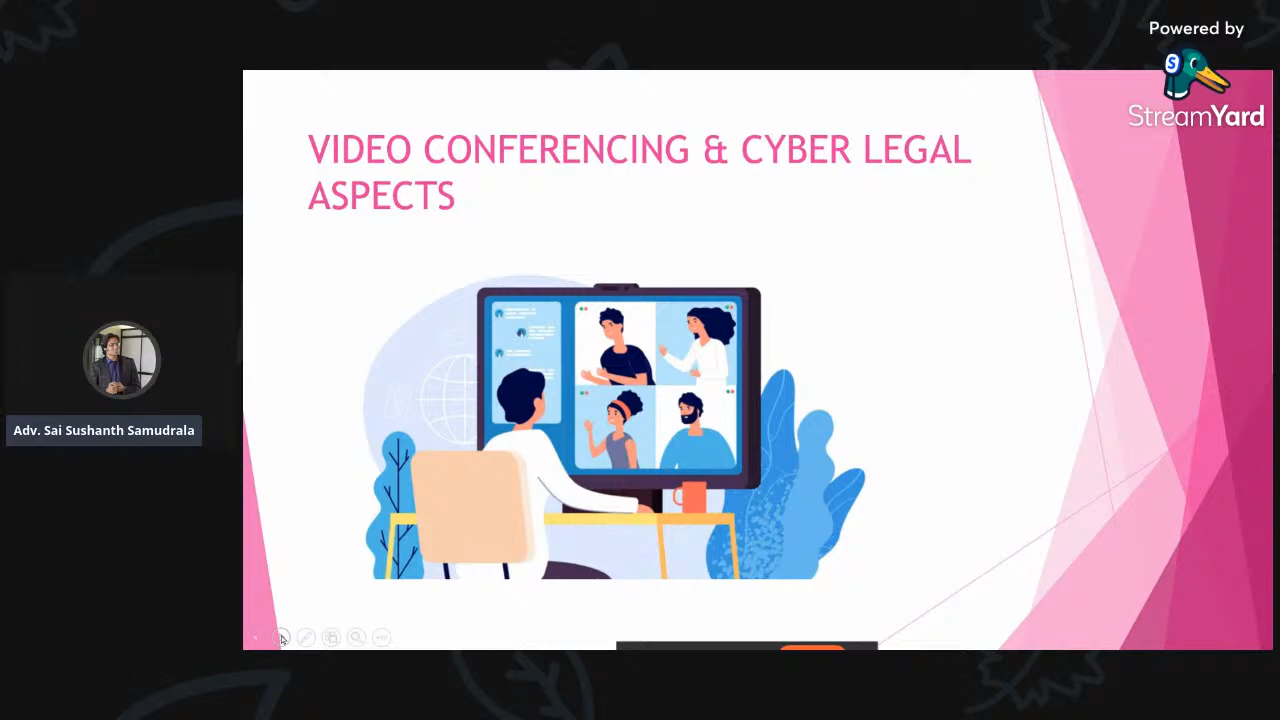 Powered by
S
StreamYard
VIDEO CONFERENCING & CYBER LEGAL
ASPECTS
Adv. Sai Sushanth Samudrala